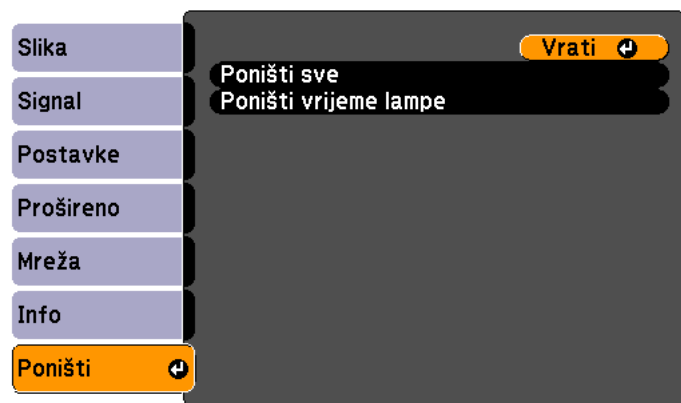 Slika
Signal
Postavke
Prošireno
Mreža
Info
Poništi
Vrati
Poništi sve
Poništi vrijeme lampe